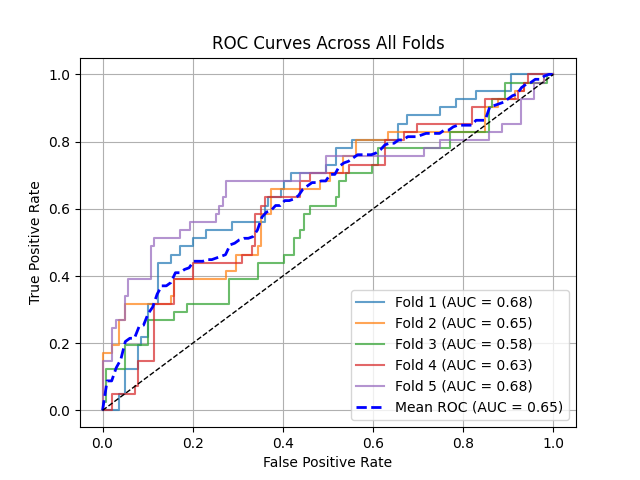 ROC Curves Across All Folds
True Positive Rate
1.0
0.8
0.6
0.4
0.2
0.0
Fold 1 (AUC = 0.68)
Fold 2 (AUC = 0.65)
Fold 3 (AUC = 0.58)
Fold 4 (AUC = 0.63)
Fold 5 (AUC = 0.68)
Mean ROC (AUC = 0.65)
0.0 0.2 0.4 0.6 0.8 1.0
False Positive Rate